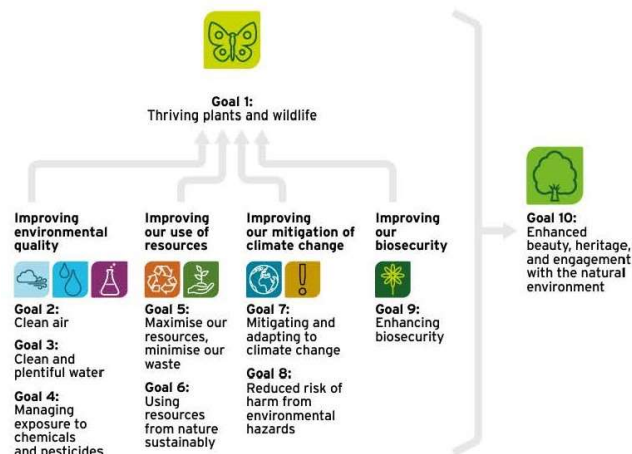 Goal 1:
Thriving plants and wildlife
Improving
environmental
quality
Goal 2:
Clean air
Goal 3:
Clean and
plentiful water
Goal 4:
Managing
exposure to
chemicals
and pesticides
Improving
our use of
resources
Goal 5:
Maximise our
resources,
minimise our
waste
Goal 6:
Using
resources
from nature
sustainably
Improving
our mitigation of
climate change
Goal 7:
Mitigating and
adapting to
climate change
Goal 8:
Reduced risk of
harm from
environmental
hazards
Improving
our
biosecurity
Goal 9:
Enhancing
biosecurity
Goal 10:
Enhanced
beauty, heritage,
and engagement
with the natural
environment